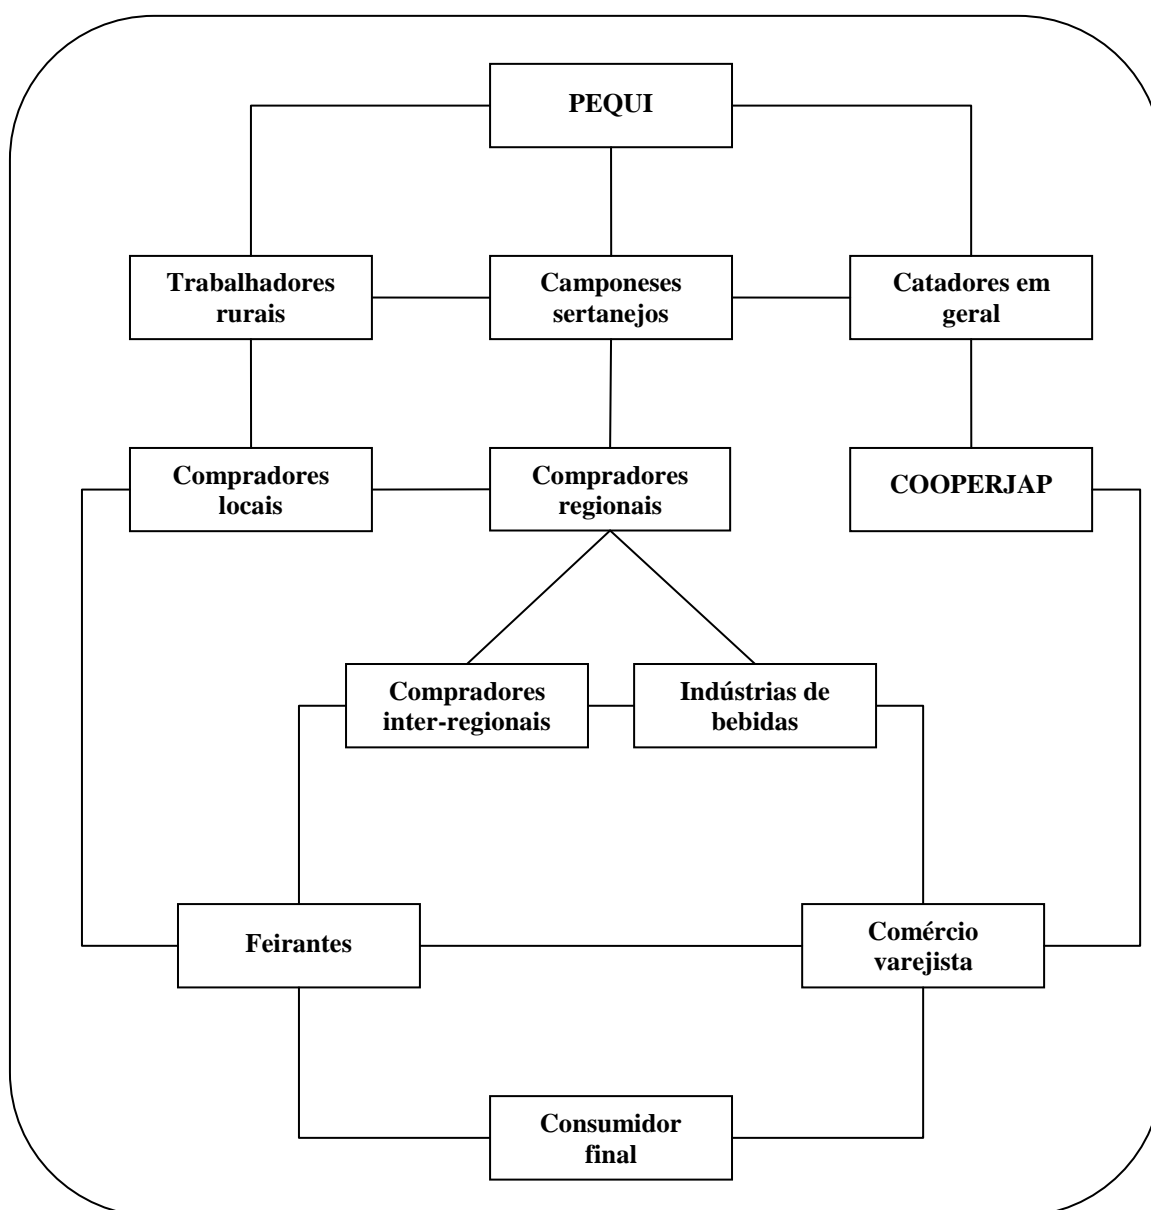 PEQUI
Trabalhadores
rurais
Camponeses
sertanejos
Catadores em
geral
Compradores
locais
Compradores
regionais
COOPERJAP
Compradores
inter-regionais
Indústrias de
bebidas
Feirantes
Comércio
varejista
Consumidor
final